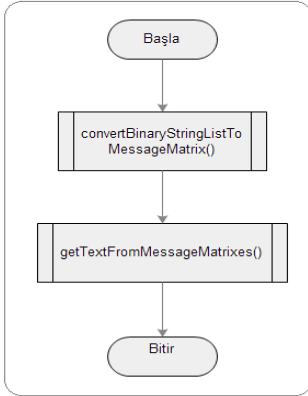 Başla
convertBinaryStringListTo
MessageMatrix()
getTextFromMessageMatrixes()
Bitir